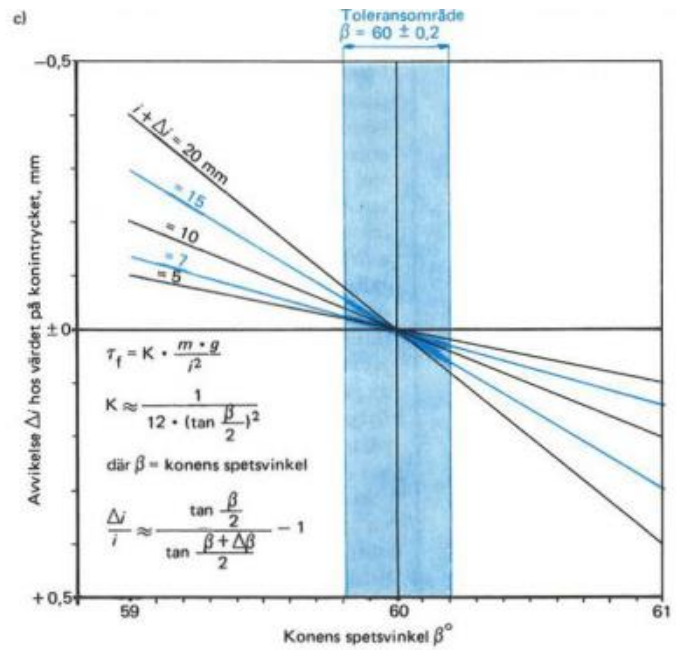 c)
Toleransområde
β = 60 ± 0,2
−0,5
i + Δi = 20 mm
= 15
= 10
= 7
= 5
± 0
Avvikelse Δi hos värdet på konintrycket, mm
τf = K · m · g / i²
K ≈ 1 / 12 · (tan β / 2)²
där β = konens spetsvinkel
Δi / i ≈ tan β / 2 / tan β + Δβ / 2 − 1
+ 0,5
59
60
61
Konens spetsvinkel β°